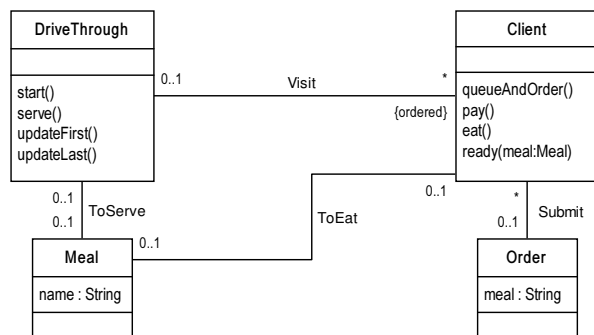 DriveThrough
start()
serve()
updateFirst()
updateLast()
0..1
Visit
*
{ordered}
Client
queueAndOrder()
pay()
eat()
ready(meal:Meal)
0..1
0..1
ToServe
0..1
ToEat
0..1
*
0..1
Submit
Meal
name : String
Order
meal : String